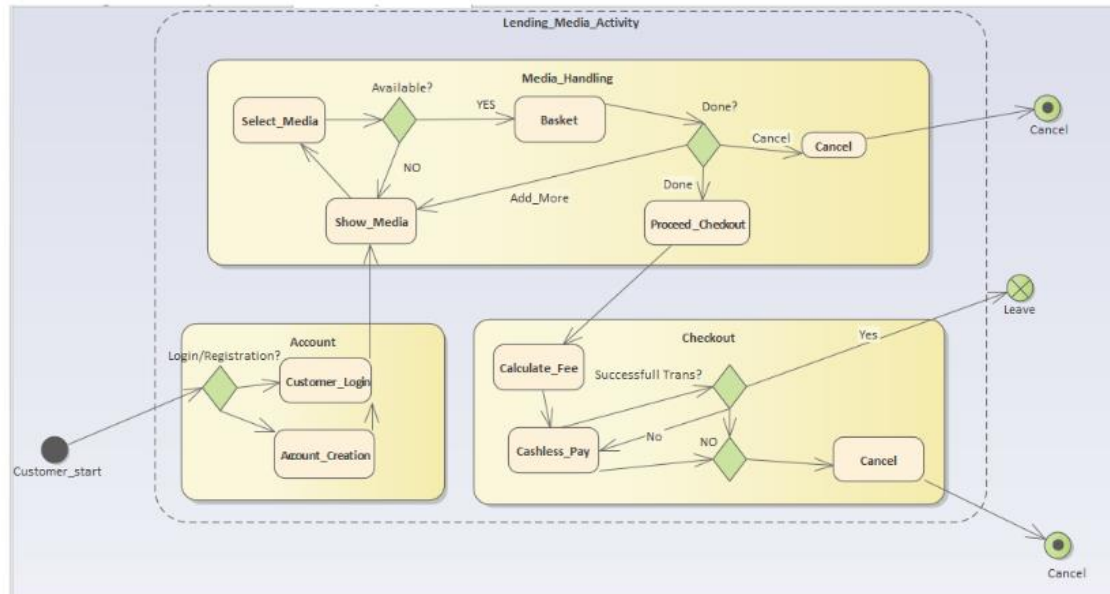 Lending_Media_Activity
Media_Handling
Available?
Select_Media
YES
Basket
Done?
Cancel
Cancel
Cancel
NO
Add_More
Done
Show_Media
Proceed_Checkout
Leave
Account
Login/Registration?
Customer_Login
Account_Creation
Customer_start
Checkout
Yes
Calculate_Fee
Successfull Trans?
No
NO
Cashless_Pay
Cancel
Cancel